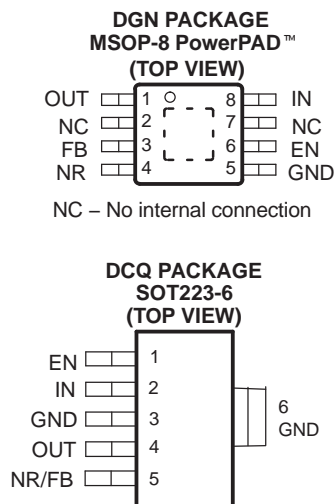 DGN PACKAGE
MSOP-8 PowerPAD™
(TOP VIEW)
OUT 1 8 IN
NC 2 7 NC
FB 3 6 EN
NR 4 5 GND
NC – No internal connection
DCQ PACKAGE
SOT223-6
(TOP VIEW)
EN 1
IN 2
GND 3
OUT 4
NR/FB 5
6
GND